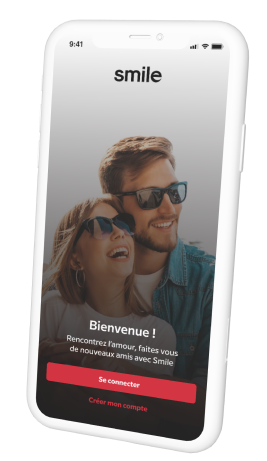 9:41
smile
Bienvenue !
Rencontrez l'amour, faites vous
de nouveaux amis avec Smile
Se connecter
Créer mon compte